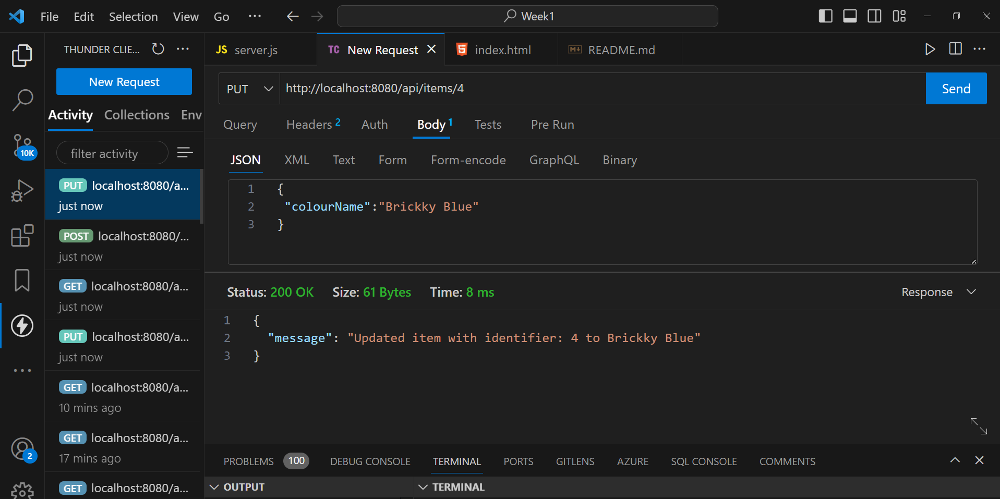 File Edit Selection View Go ··· Week1
THUNDER CLIE... ···
New Request
Activity Collections Env
filter activity
PUT localhost:8080/a...
just now
POST localhost:8080/...
just now
GET localhost:8080/a...
just now
PUT localhost:8080/a...
just now
GET localhost:8080/a...
10 mins ago
GET localhost:8080/a...
17 mins ago
GET localhost:8080/a...
10K
2
JS server.js TC New Request index.html README.md
PUT http://localhost:8080/api/items/4 Send
Query Headers 2 Auth Body 1 Tests Pre Run
JSON XML Text Form Form-encode GraphQL Binary
1 {
2 "colourName":"Brickky Blue"
3 }
Status: 200 OK Size: 61 Bytes Time: 8 ms Response
1 {
2 "message": "Updated item with identifier: 4 to Brickky Blue"
3 }
PROBLEMS 100 DEBUG CONSOLE TERMINAL PORTS GITLENS AZURE SQL CONSOLE COMMENTS
OUTPUT TERMINAL